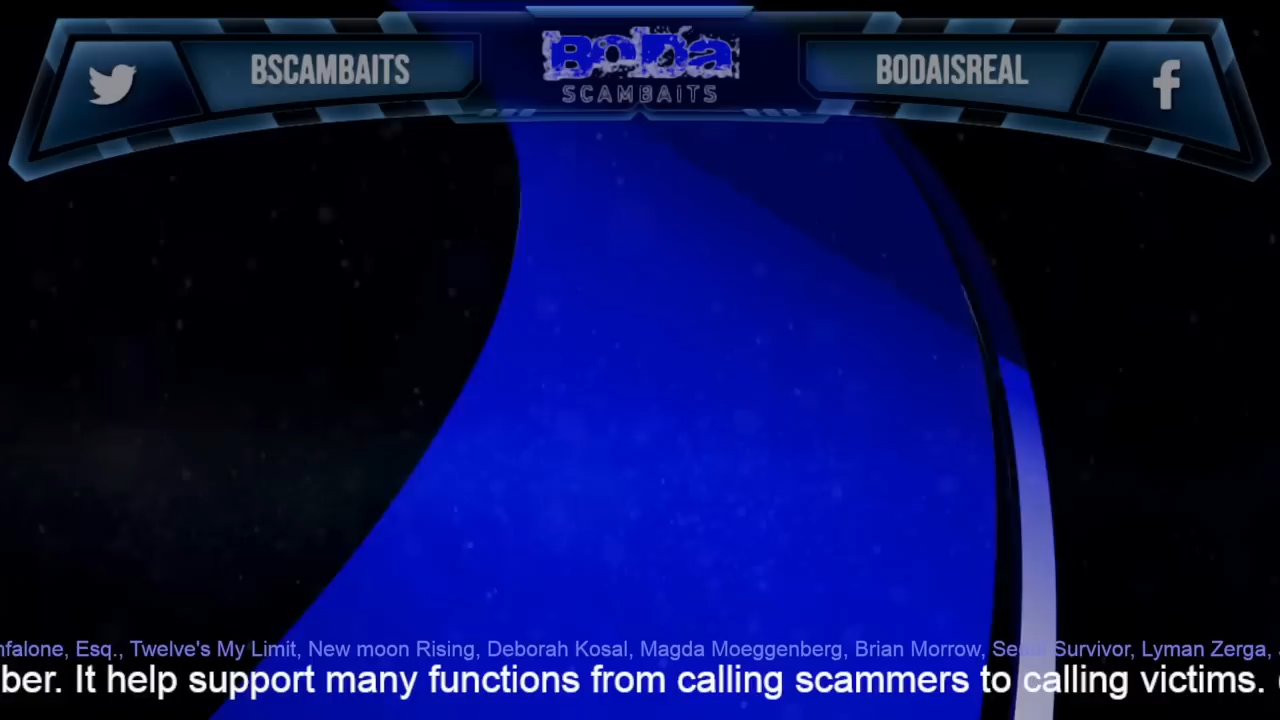 BSCAMBAITS
BoDa
SCAMBAITS
BODAISREAL
nfalone, Esq., Twelve's My Limit, New moon Rising, Deborah Kosal, Magda Moeggenberg, Brian Morrow, Survivor, Lyman Zerga,
ber. It help support many functions from calling scammers to calling victims.